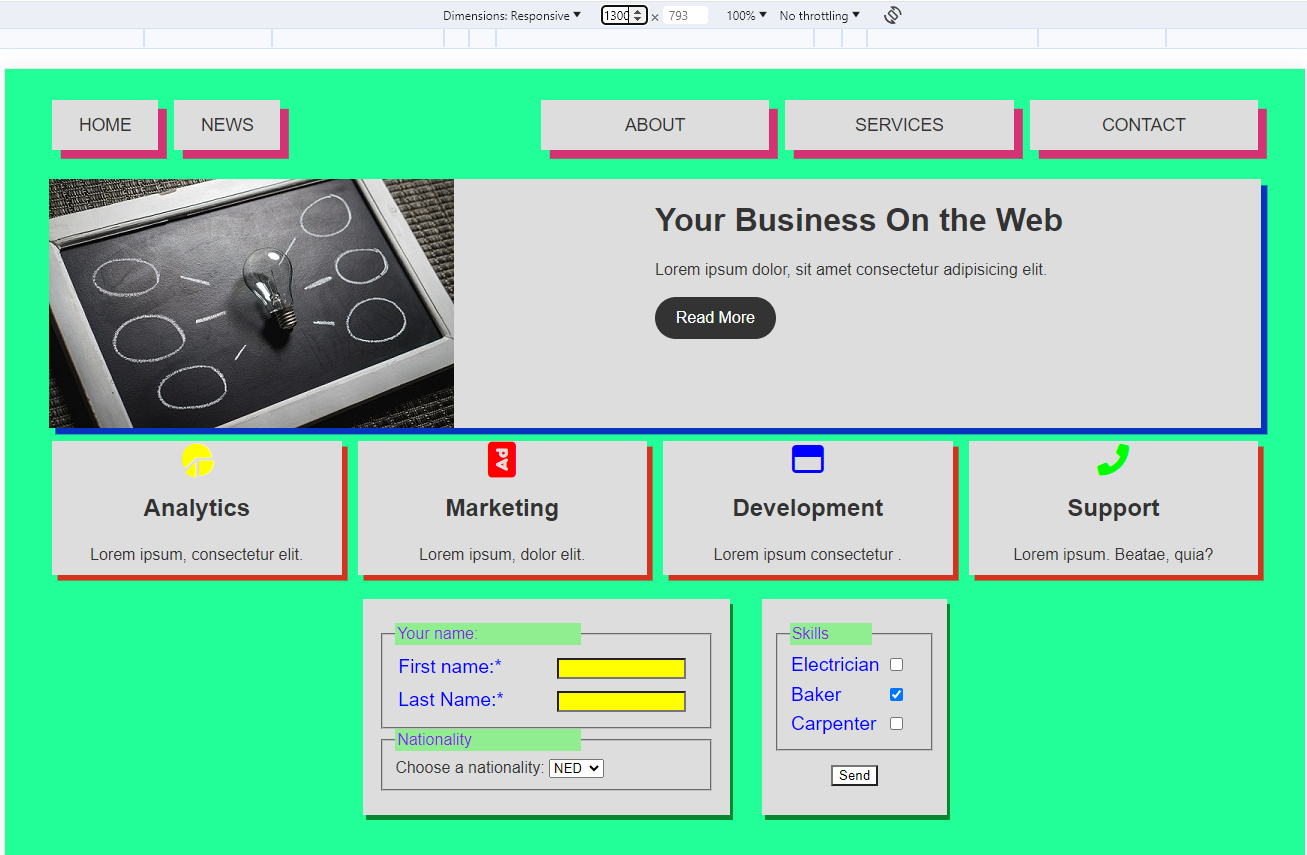 Dimensions: Responsive 1300 × 793 100% No throttling
HOME NEWS ABOUT SERVICES CONTACT
Your Business On the Web
Lorem ipsum dolor, sit amet consectetur adipisicing elit.
Read More
Ad
Analytics Marketing Development Support
Lorem ipsum, consectetur elit. Lorem ipsum, dolor elit. Lorem ipsum consectetur . Lorem ipsum. Beatae, quia?
Your name:
First name:*
Last Name:*
Nationality
Choose a nationality: NED
Skills
Electrician
Baker
Carpenter
Send